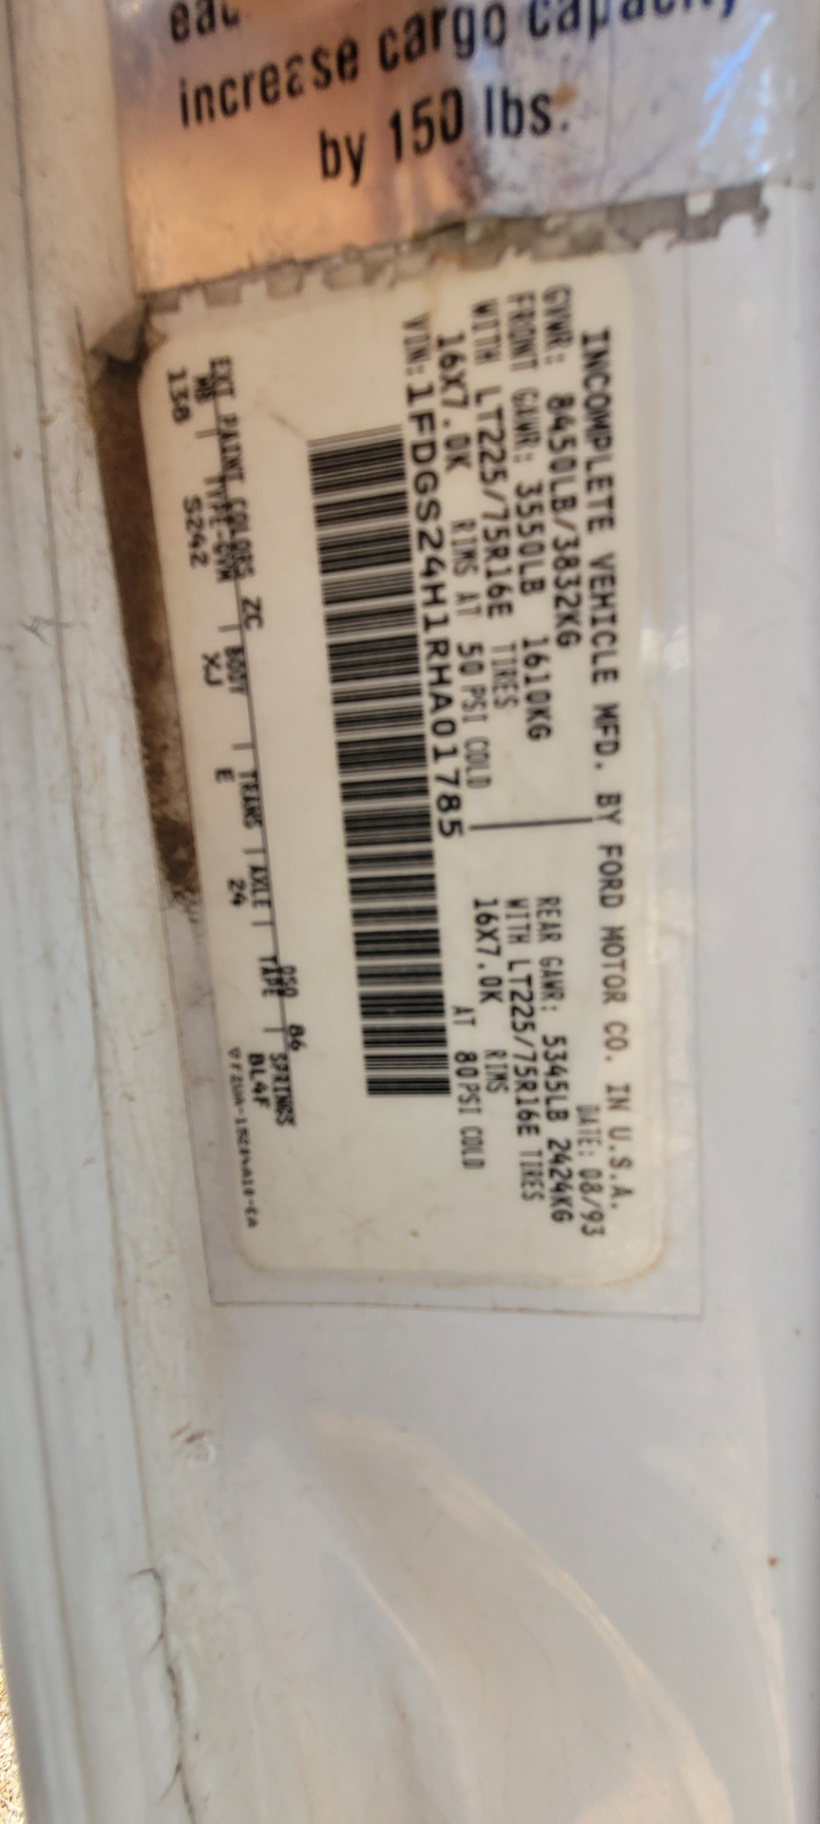 increase cargo capacity
by 150 lbs.
INCOMPLETE VEHICLE MFD. BY FORD MOTOR CO. IN U.S.A.
DATE: 08/93
GVWR: 8450LB/3832KG
FRONT GAWR: 3550LB 1610KG
WITH LT225/75R16E TIRES
16X7.0K RIMS AT 50 PSI COLD
REAR GAWR: 5345LB 2424KG
WITH LT225/75R16E TIRES
16X7.0K RIMS
AT 80PSI COLD
VIN: 1FDGS24H1RHA01785
EXT PAINT COLORS ZC DSO 86
WB | TYPE-GVW | BODY | TRANS | AXLE | TAPE | SPRINGS
138 S242 XJ E 24 BL4F